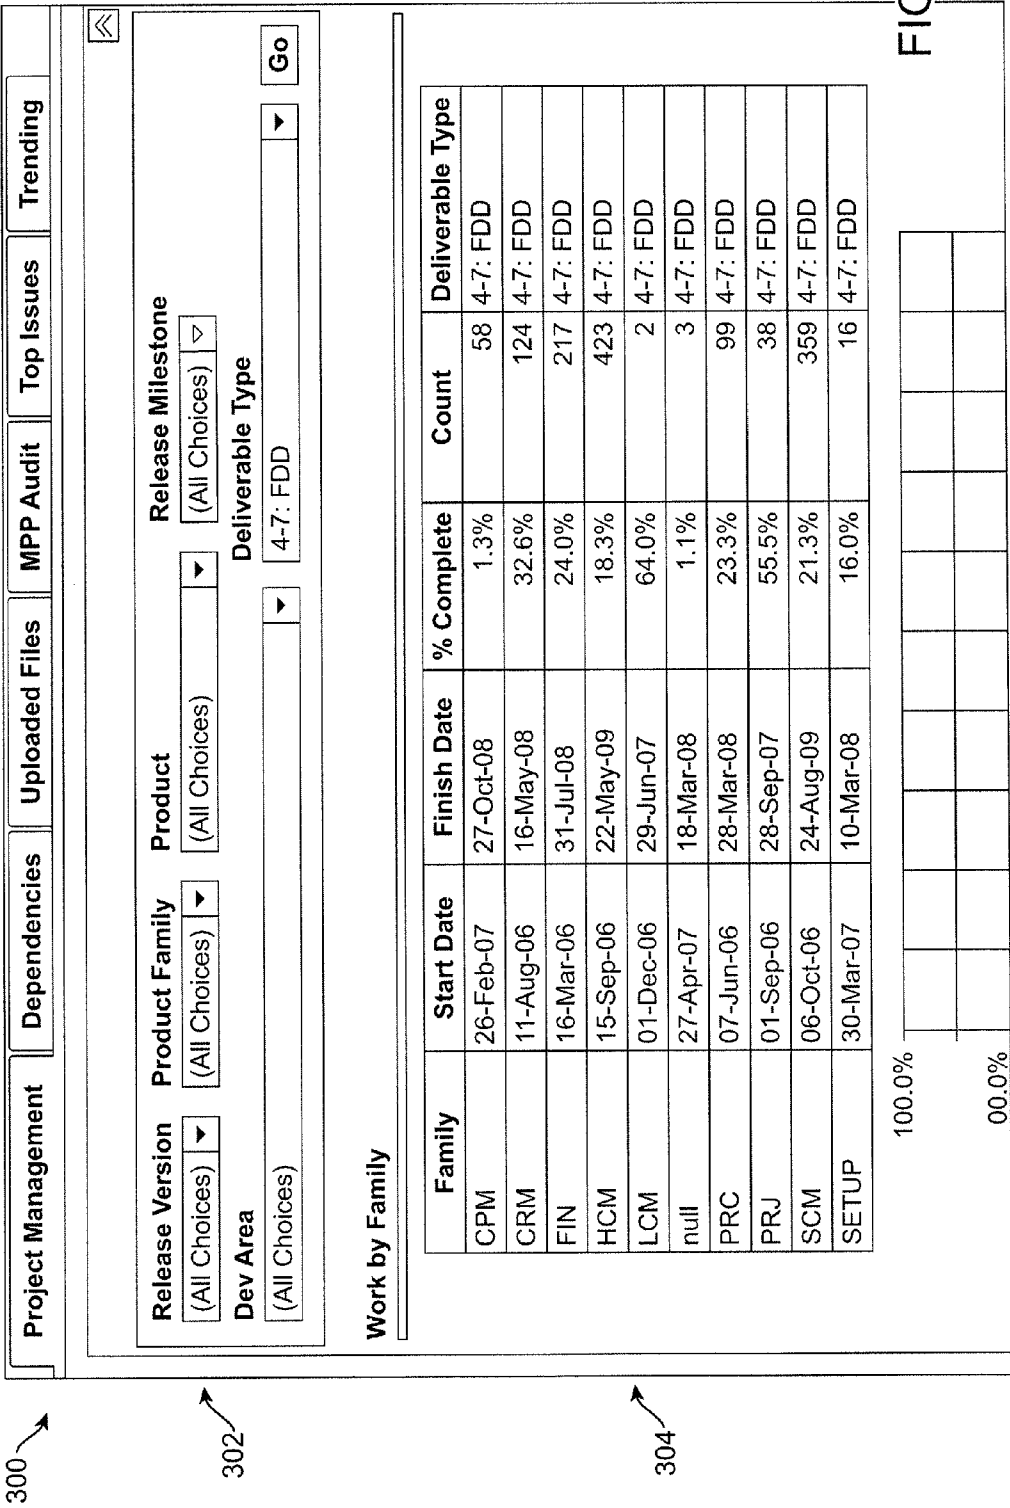 300
Project Management Dependencies Uploaded Files MPP Audit Top Issues Trending
302
Release Version Product Family Product Release Milestone
(All Choices) (All Choices) (All Choices) (All Choices)
Dev Area Deliverable Type
(All Choices) 4-7: FDD Go
Work by Family
304
Family Start Date Finish Date % Complete Count Deliverable Type
CPM 26-Feb-07 27-Oct-08 1.3% 58 4-7: FDD
CRM 11-Aug-06 16-May-08 32.6% 124 4-7: FDD
FIN 16-Mar-06 31-Jul-08 24.0% 217 4-7: FDD
HCM 15-Sep-06 22-May-09 18.3% 423 4-7: FDD
LCM 01-Dec-06 29-Jun-07 64.0% 2 4-7: FDD
null 27-Apr-07 18-Mar-08 1.1% 3 4-7: FDD
PRC 07-Jun-06 28-Mar-08 23.3% 99 4-7: FDD
PRJ 01-Sep-06 28-Sep-07 55.5% 38 4-7: FDD
SCM 06-Oct-06 24-Aug-09 21.3% 359 4-7: FDD
SETUP 30-Mar-07 10-Mar-08 16.0% 16 4-7: FDD
100.0%
00.0%